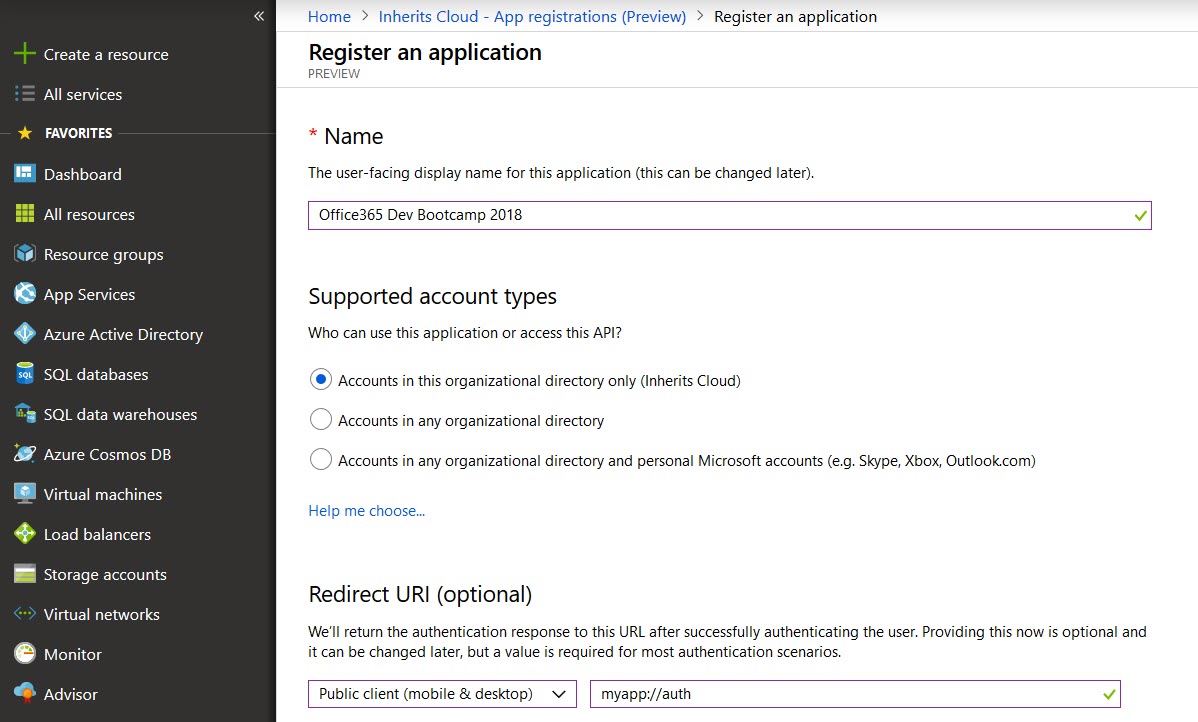 «
Create a resource
All services
FAVORITES
Dashboard
All resources
Resource groups
App Services
Azure Active Directory
SQL databases
SQL
SQL data warehouses
Azure Cosmos DB
Virtual machines
Load balancers
Storage accounts
Virtual networks
Monitor
Advisor
Home > Inherits Cloud - App registrations (Preview) > Register an application
Register an application
PREVIEW
* Name
The user-facing display name for this application (this can be changed later).
Office365 Dev Bootcamp 2018
Supported account types
Who can use this application or access this API?
Accounts in this organizational directory only (Inherits Cloud)
Accounts in any organizational directory
Accounts in any organizational directory and personal Microsoft accounts (e.g. Skype, Xbox, Outlook.com)
Help me choose...
Redirect URI (optional)
We'll return the authentication response to this URL after successfully authenticating the user. Providing this now is optional and
it can be changed later, but a value is required for most authentication scenarios.
Public client (mobile & desktop) myapp://auth